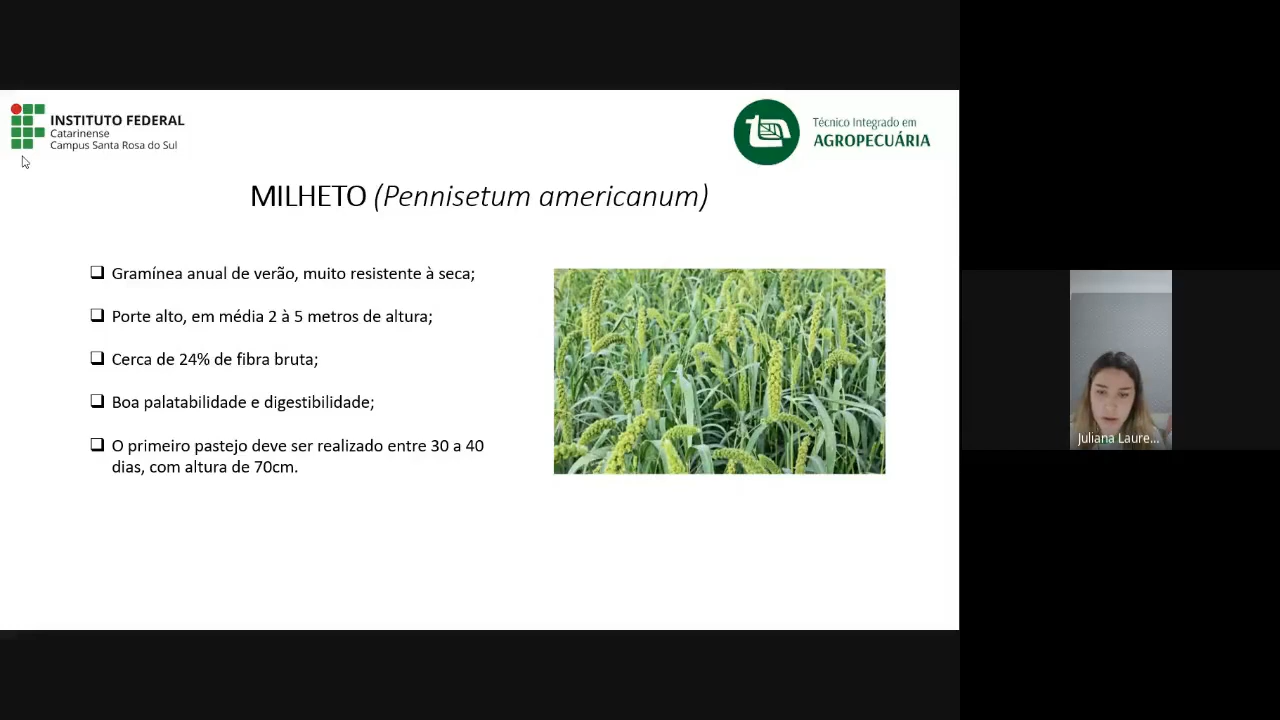 INSTITUTO FEDERAL
Catarinense
Campus Santa Rosa do Sul
Técnico Integrado em
AGROPECUÁRIA
MILHETO (Pennisetum americanum)
Gramínea anual de verão, muito resistente à seca;
Porte alto, em média 2 à 5 metros de altura;
Cerca de 24% de fibra bruta;
Boa palatabilidade e digestibilidade;
O primeiro pastejo deve ser realizado entre 30 a 40
dias, com altura de 70cm.
Juliana Laure...